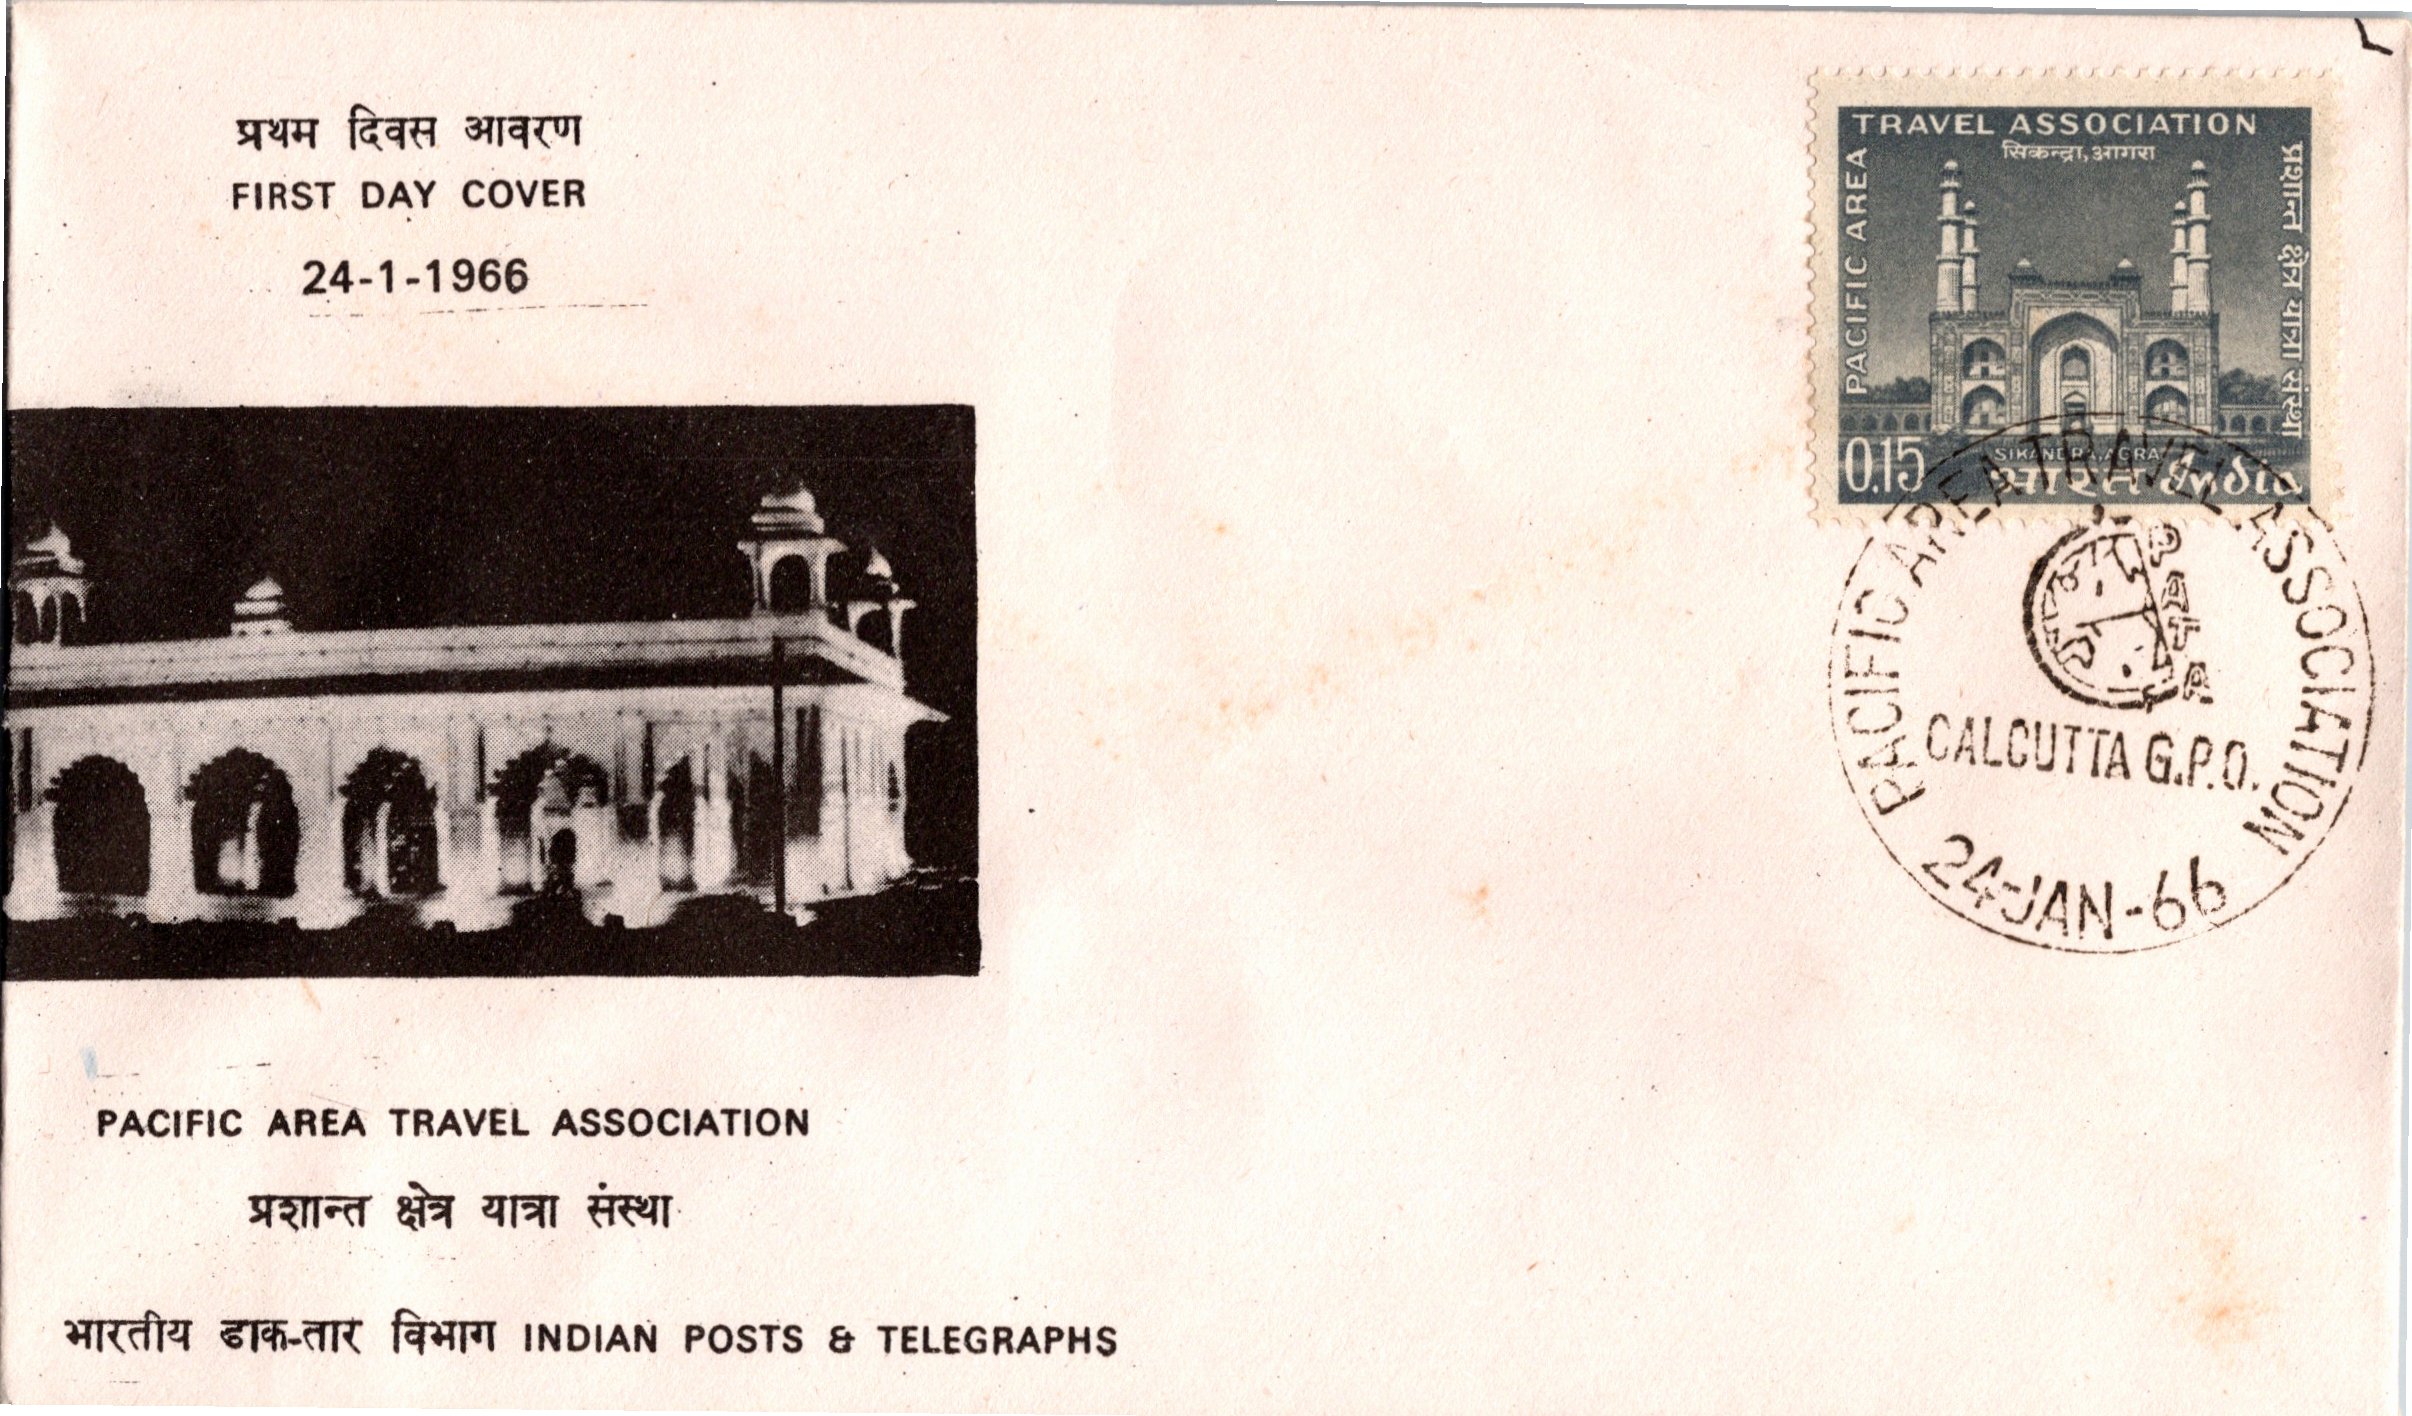 प्रथम दिवस आवरण
FIRST DAY COVER
24-1-1966
TRAVEL ASSOCIATION
सिकन्द्रा, आगरा
PACIFIC AREA
प्रशान्त क्षेत्र यात्रा संस्था
0.15
SIKANDRA, AGRA
भारत India
PACIFIC AREA TRAVEL ASSOCIATION
PATA
CALCUTTA G.P.O.
24-JAN-66
PACIFIC AREA TRAVEL ASSOCIATION
प्रशान्त क्षेत्र यात्रा संस्था
भारतीय डाक-तार विभाग INDIAN POSTS & TELEGRAPHS